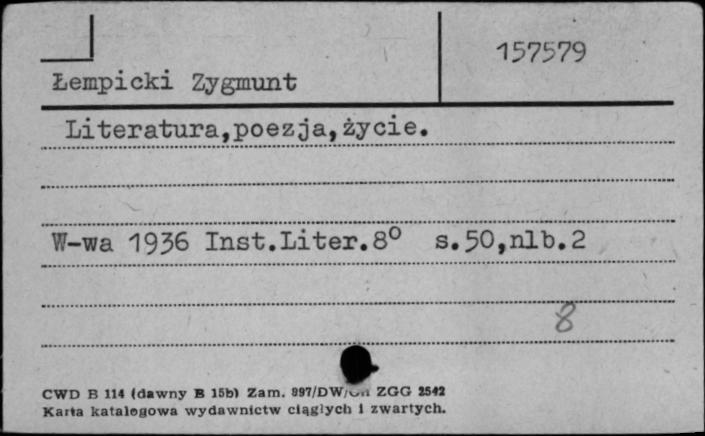 157579
Łempicki Zygmunt
Literatura,poezja,życie.
W-wa 1936 Inst.Liter.8° s.50,nlb.2
8
CWD B 114 (dawny B 15b) Zam. 897/DW/ ZGG 2542
Karta katalogowa wydawnictw ciągłych i zwartych.